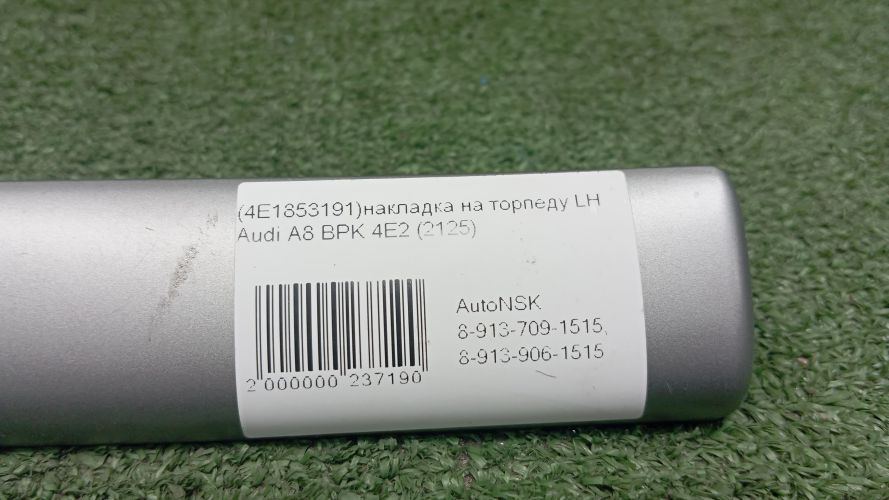 (4E1853191)накладка на торпеду LH
Audi A8 BPK 4E2 (2125)
AutoNSK
8-913-709-1515,
8-913-906-1515
2 000000 237190